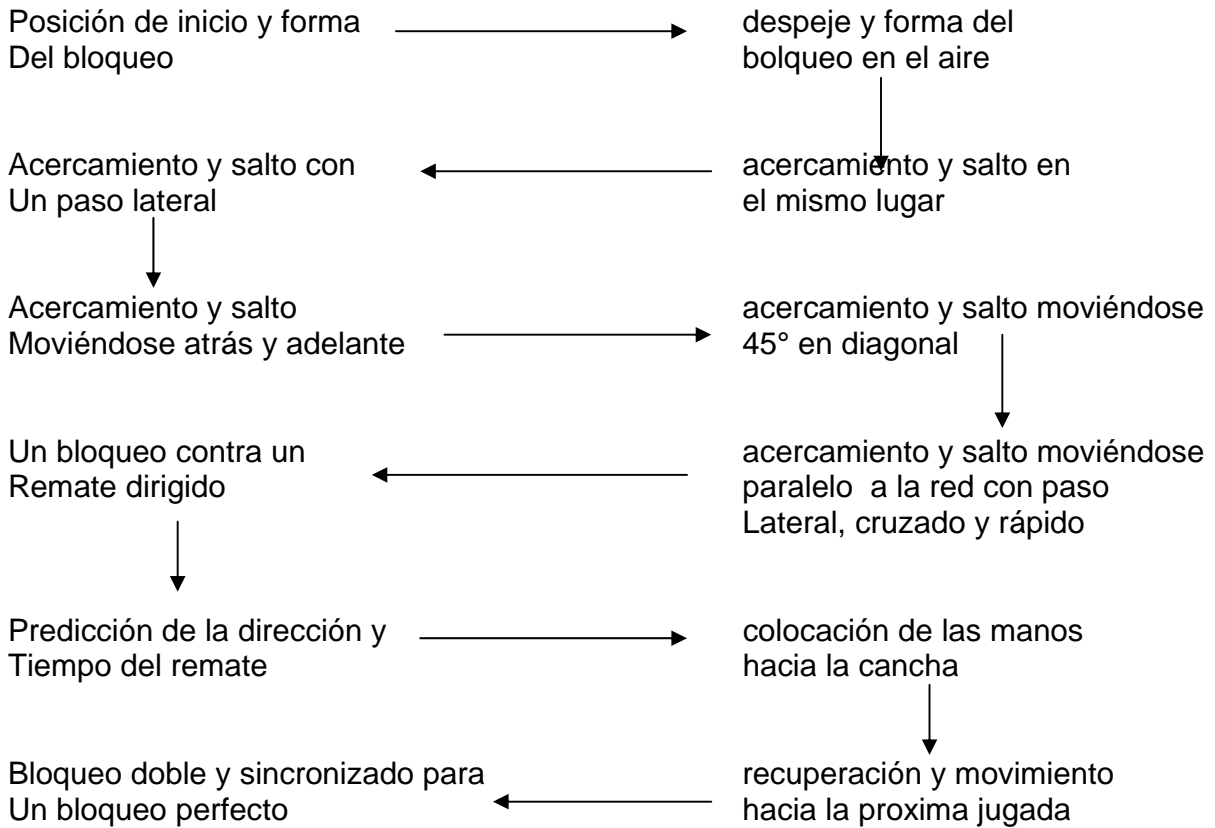 Posición de inicio y forma
Del bloqueo
despeje y forma del
bolqueo en el aire
Acercamiento y salto con
Un paso lateral
acercamiento y salto en
el mismo lugar
Acercamiento y salto
Moviéndose atrás y adelante
acercamiento y salto moviéndose
45° en diagonal
Un bloqueo contra un
Remate dirigido
acercamiento y salto moviéndose
paralelo a la red con paso
Lateral, cruzado y rápido
Predicción de la dirección y
Tiempo del remate
colocación de las manos
hacia la cancha
Bloqueo doble y sincronizado para
Un bloqueo perfecto
recuperación y movimiento
hacia la proxima jugada